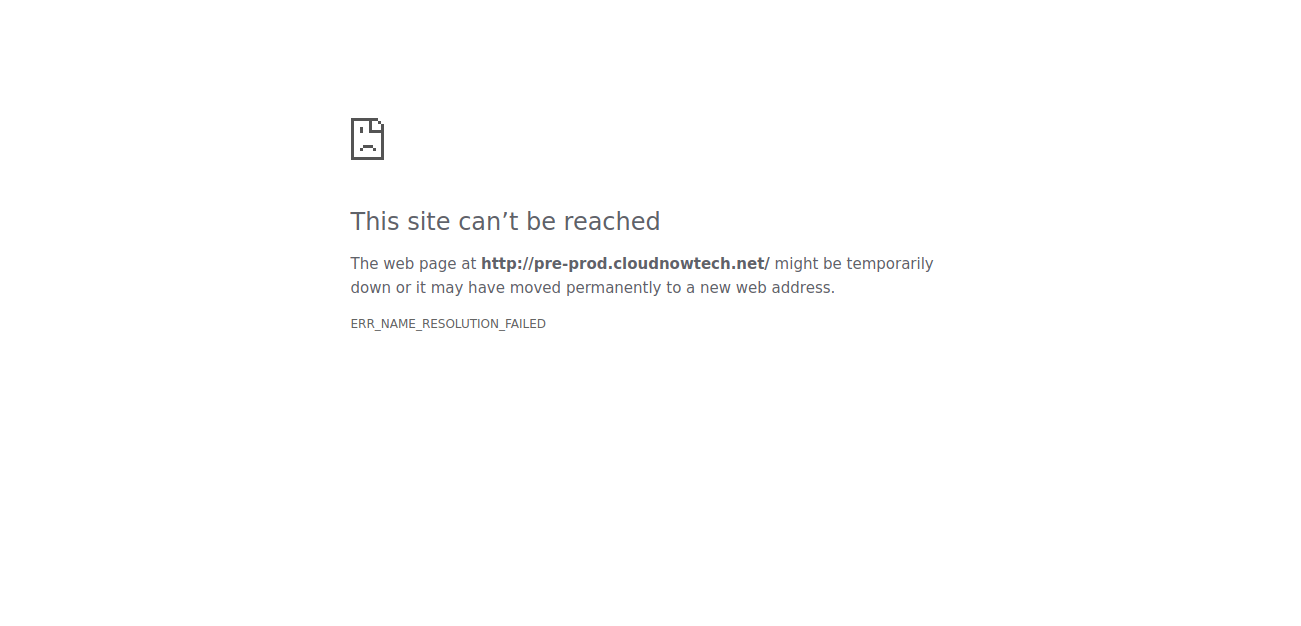 This site can’t be reached
The web page at http://pre-prod.cloudnowtech.net/ might be temporarily
down or it may have moved permanently to a new web address.
ERR_NAME_RESOLUTION_FAILED